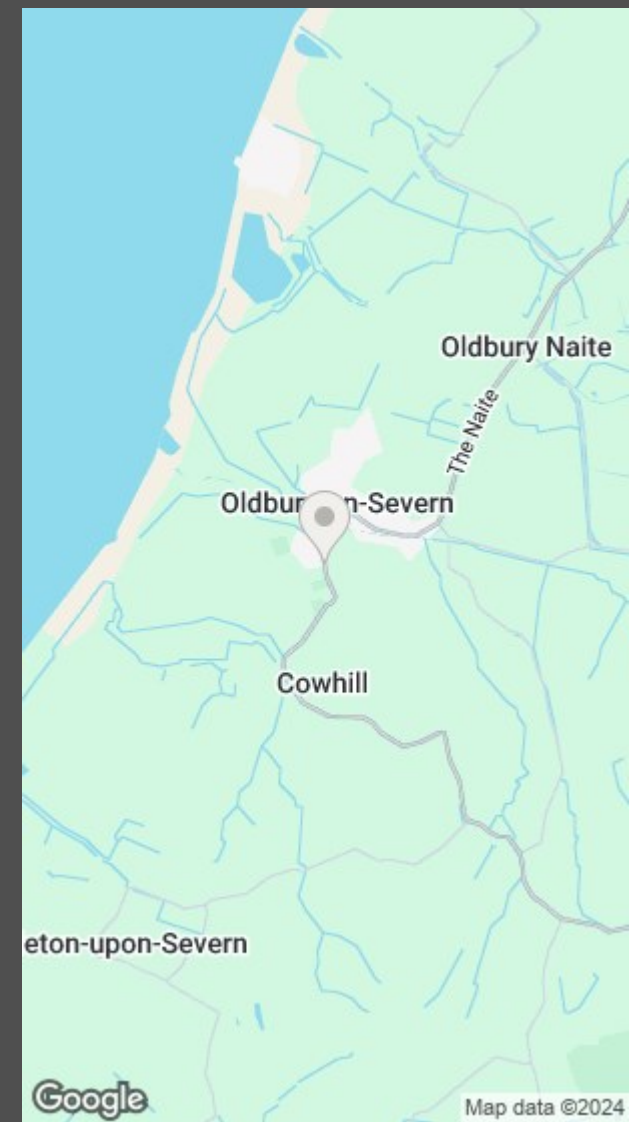 Oldbury Naite
The Naite
Oldbur n-Severn
Cowhill
eton-upon-Severn
Google
Map data ©2024